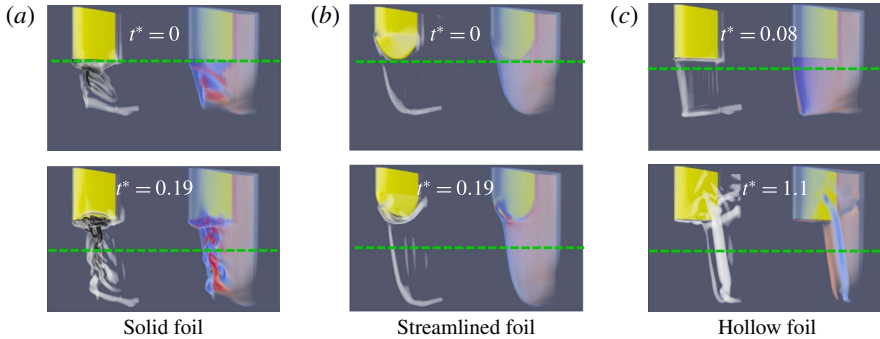 (a)
t* = 0
(b)
t* = 0
(c)
t* = 0.08
t* = 0.19
t* = 0.19
t* = 1.1
Solid foil
Streamlined foil
Hollow foil